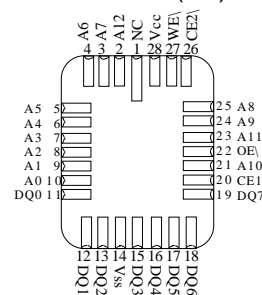 A6 A7 A12 NC Vcc WE\ CE2\
4 3 2 1 28 27 26
A5 5 25 A8
A4 6 24 A9
A3 7 23 A11
A2 8 22 OE\
A1 9 21 A10
A0 10 20 CE1
DQ0 11 19 DQ7
12 13 14 15 16 17 18
DQ1 DQ2 Vss DQ3 DQ4 DQ5 DQ6